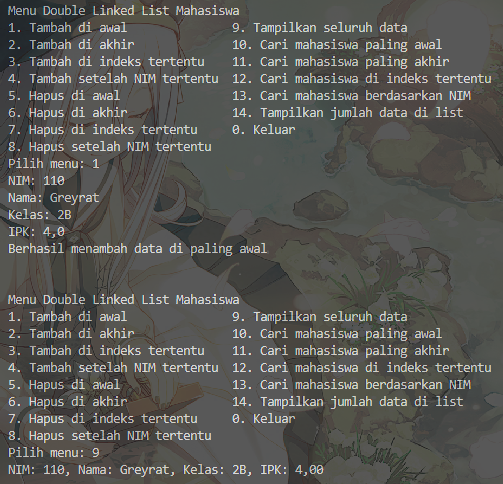 Menu Double Linked List Mahasiswa
1. Tambah di awal 9. Tampilkan seluruh data
2. Tambah di akhir 10. Cari mahasiswa paling awal
3. Tambah di indeks tertentu 11. Cari mahasiswa paling akhir
4. Tambah setelah NIM tertentu 12. Cari mahasiswa di indeks tertentu
5. Hapus di awal 13. Cari mahasiswa berdasarkan NIM
6. Hapus di akhir 14. Tampilkan jumlah data di list
7. Hapus di indeks tertentu 0. Keluar
8. Hapus setelah NIM tertentu
Pilih menu: 1
NIM: 110
Nama: Greyrat
Kelas: 2B
IPK: 4,0
Berhasil menambah data di paling awal
Menu Double Linked List Mahasiswa
1. Tambah di awal 9. Tampilkan seluruh data
2. Tambah di akhir 10. Cari mahasiswa paling awal
3. Tambah di indeks tertentu 11. Cari mahasiswa paling akhir
4. Tambah setelah NIM tertentu 12. Cari mahasiswa di indeks tertentu
5. Hapus di awal 13. Cari mahasiswa berdasarkan NIM
6. Hapus di akhir 14. Tampilkan jumlah data di list
7. Hapus di indeks tertentu 0. Keluar
8. Hapus setelah NIM tertentu
Pilih menu: 9
NIM: 110, Nama: Greyrat, Kelas: 2B, IPK: 4,00